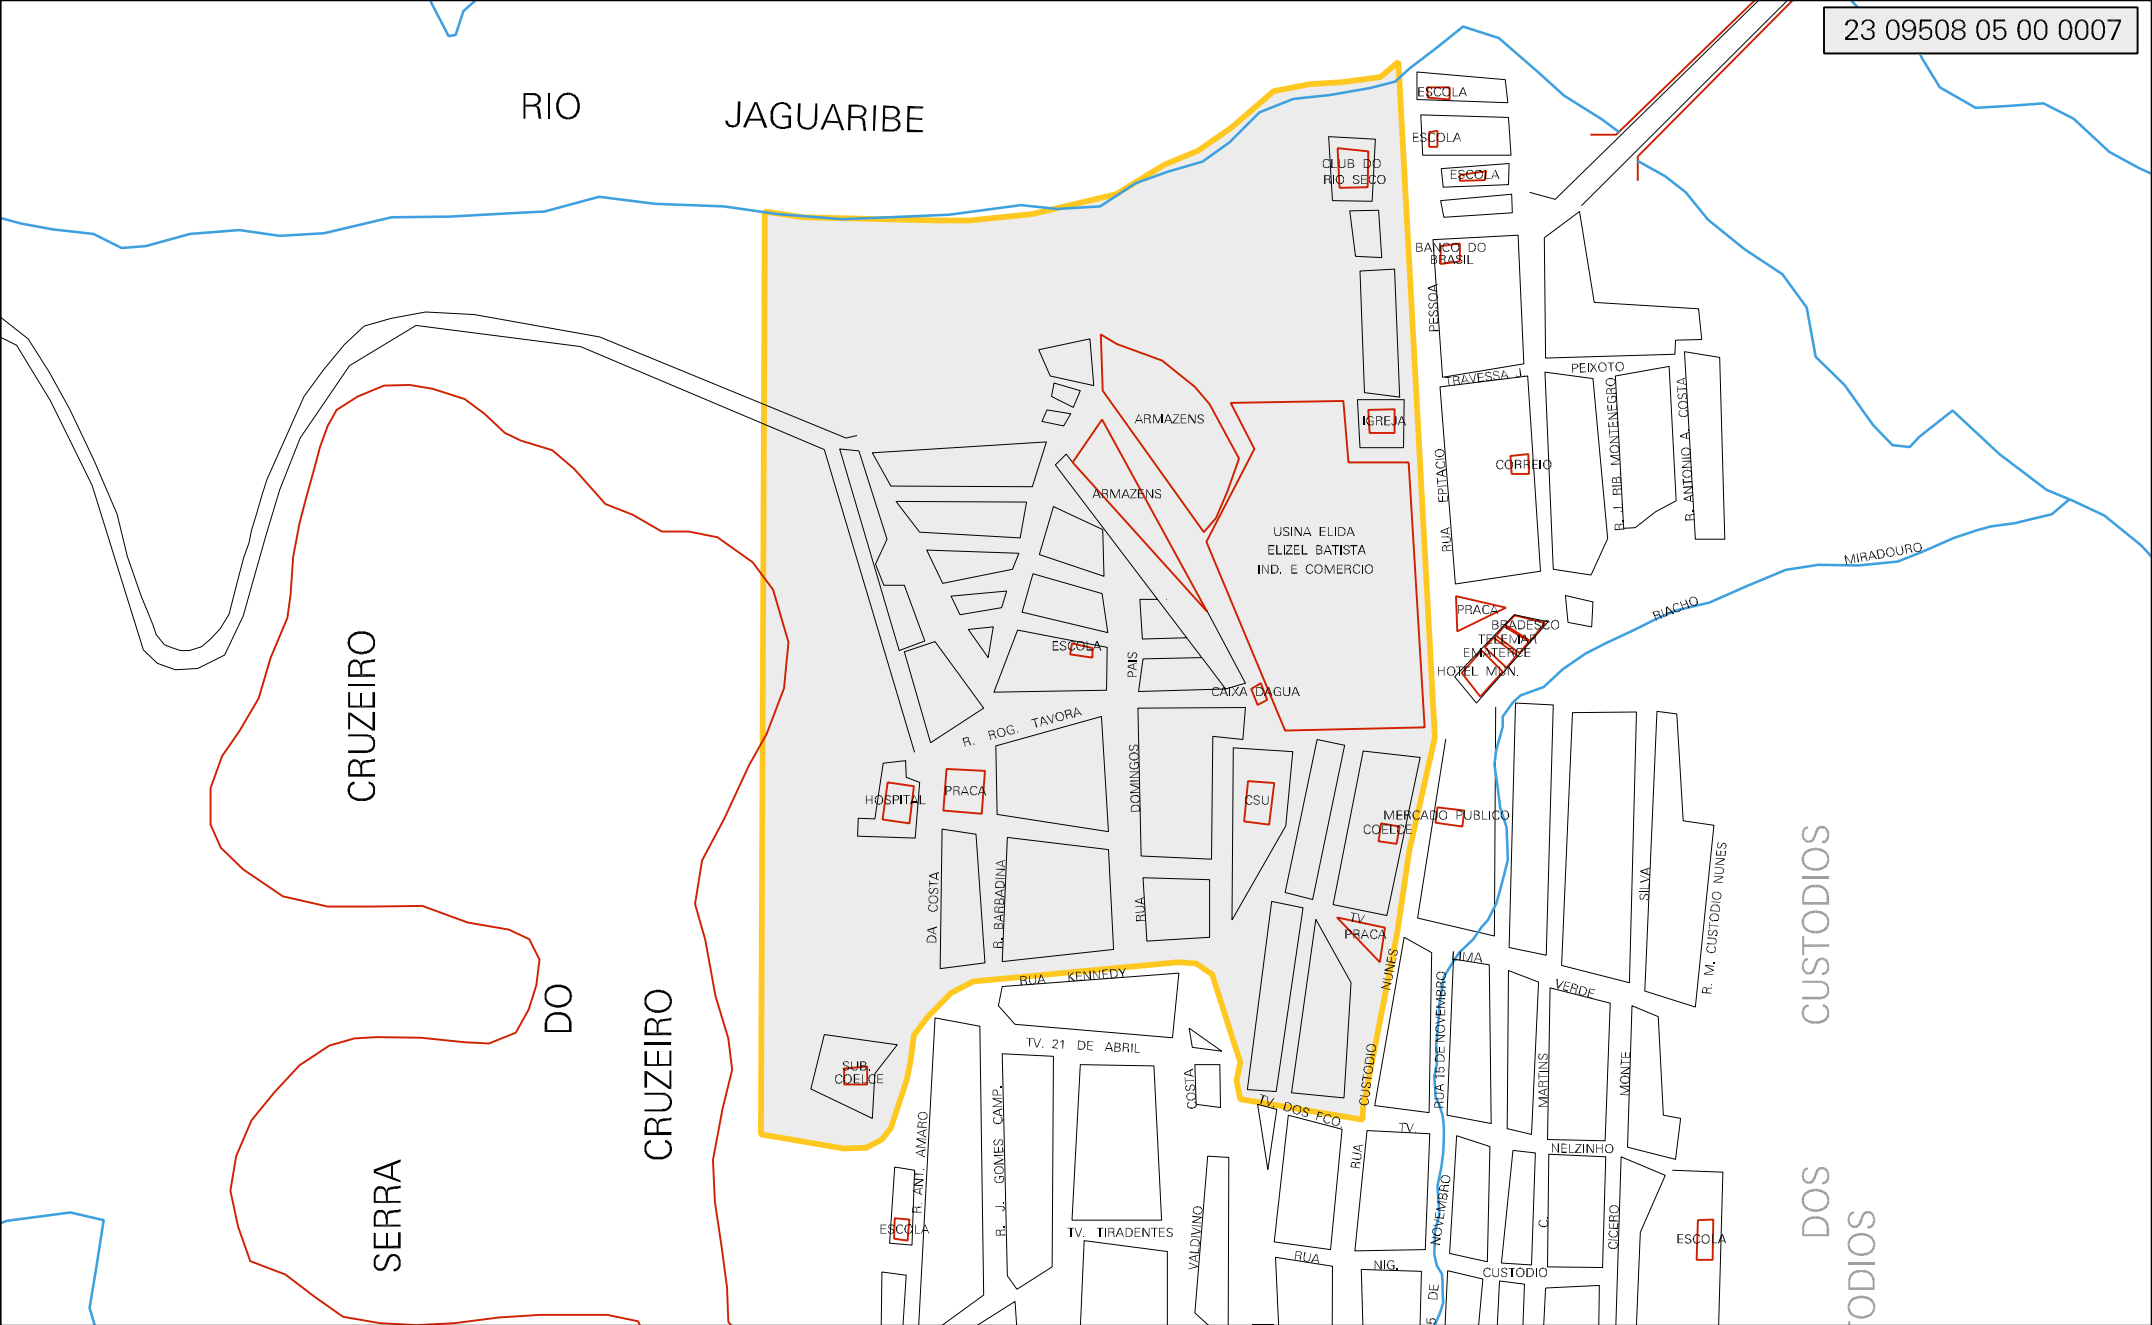 23 09508 05 00 0007
RIO JAGUARIBE
ESCOLA
ESCOLA
CLUB DO
RIO SECO
ESCOLA
BANCO DO
BRASIL
PESSOA
TRAVESSA J.
PEIXOTO
R. J. RIB. MONTENEGRO
R. ANTONIO A. COSTA
ARMAZENS
IGREJA
RUA EPITACIO
CORREIO
ARMAZENS
USINA ELIDA
ELIZEL BATISTA
IND. E COMERCIO
MIRADOURO
RIACHO
PRACA
BRADESCO
TELEMAR
EMATERCE
HOTEL MUN.
ESCOLA
PAIS
CAIXA DAGUA
R. ROG. TAVORA
DOMINGOS
RUA
HOSPITAL
PRACA
CSU
MERCADO PUBLICO
COELCE
DA COSTA
R. BARBADINA
SILVA
R. M. CUSTODIO NUNES
TV.
PRACA
NUNES
CUSTODIO
RUA
LIMA
VERDE
RUA 15 DE NOVEMBRO
RUA KENNEDY
TV. 21 DE ABRIL
SUB.
COELCE
COSTA
VALDIVINO
TV. DOS FCO
TV.
NELZINHO
MARTINS
C.
MONTE
CICERO
R. ANT. AMARO
R. J. GOMES CAMP.
ESCOLA
TV. TIRADENTES
RUA
NIG.
CUSTODIO
NOVEMBRO
5 DE
ESCOLA
CRUZEIRO
DO
CRUZEIRO
SERRA
CUSTODIOS
DOS
TODIOS